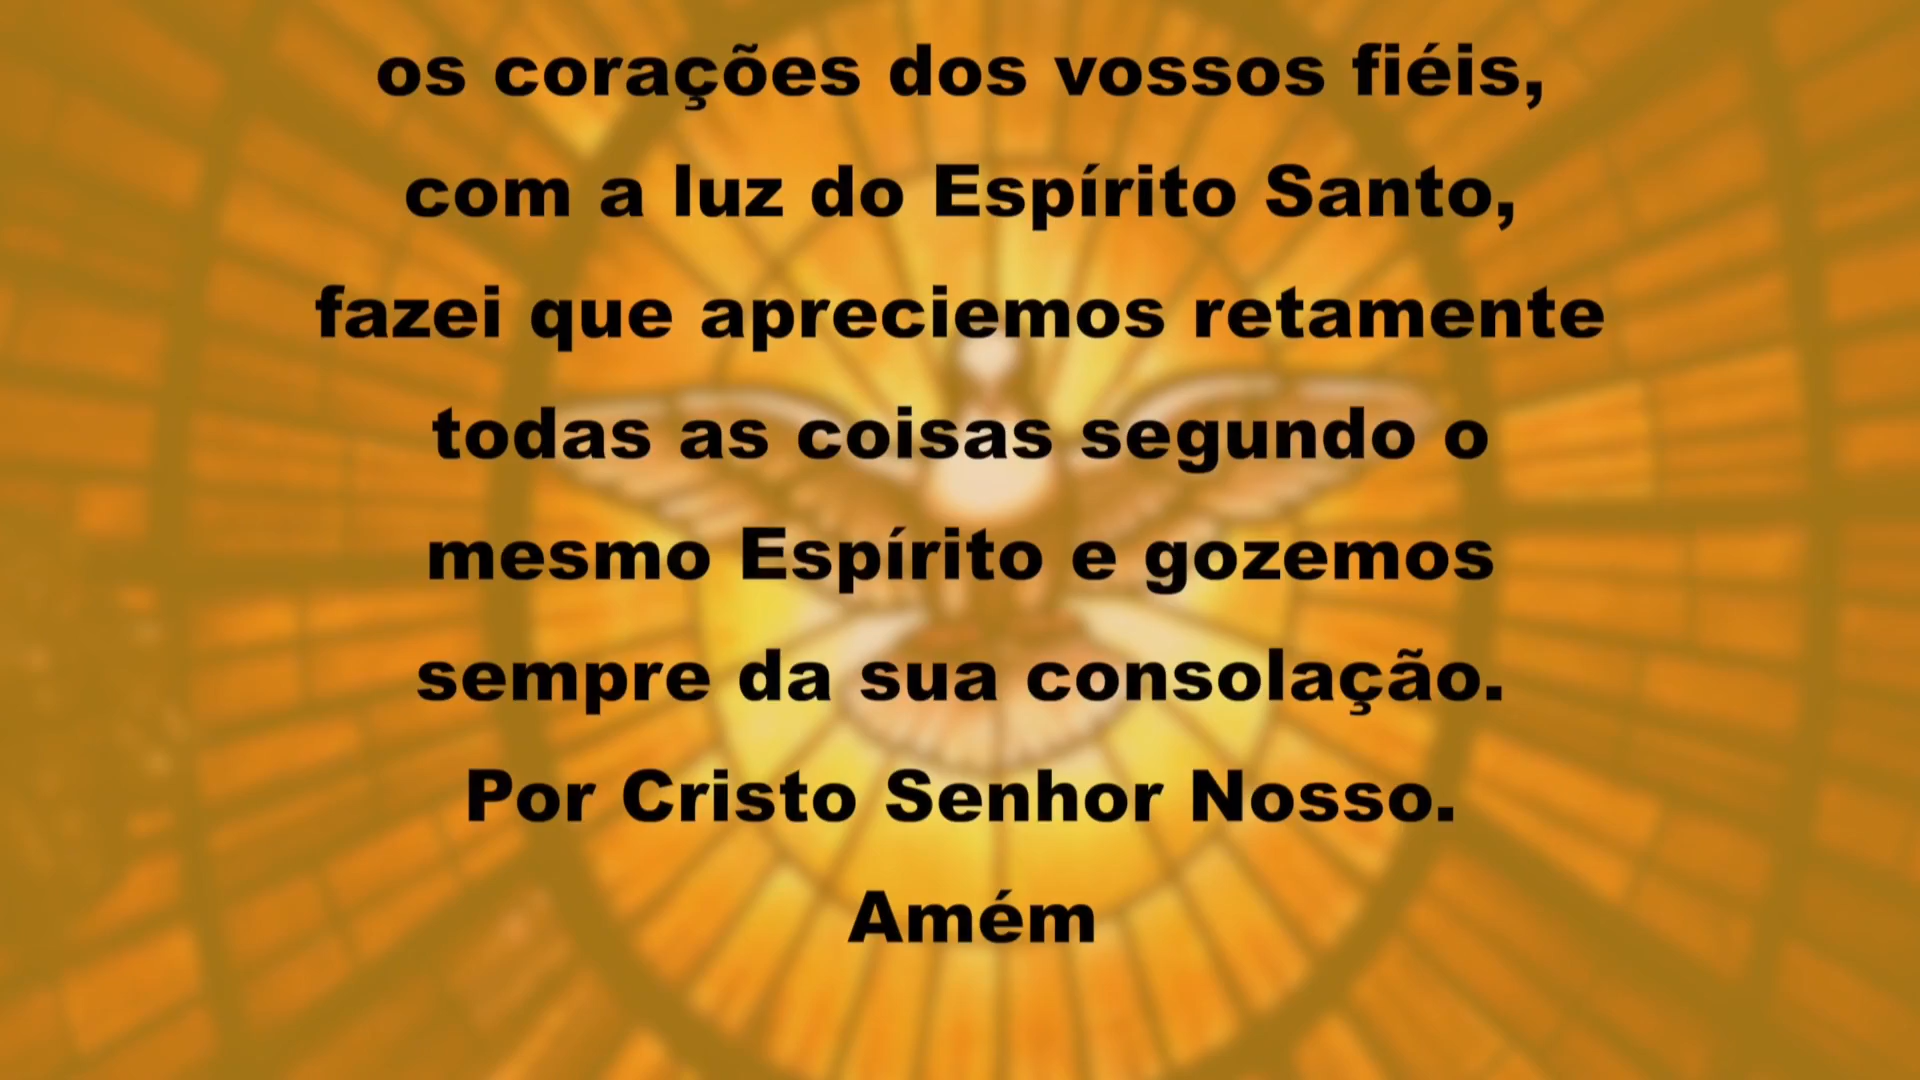 os corações dos vossos fiéis,
com a luz do Espírito Santo,
fazei que apreciemos retamente
todas as coisas segundo o
mesmo Espírito e gozemos
sempre da sua consolação.
Por Cristo Senhor Nosso.
Amém